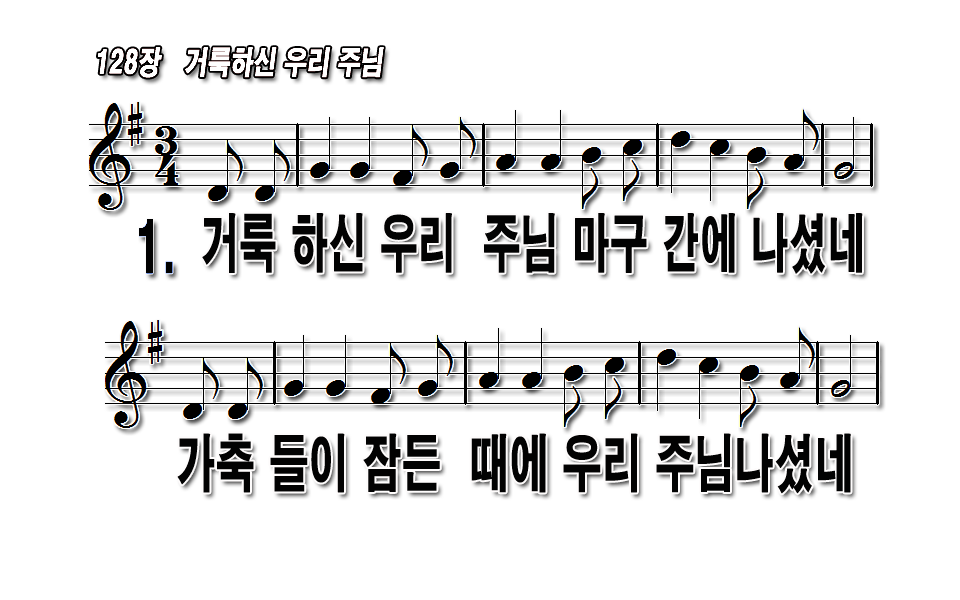 128장 거룩하신 우리 주님
1. 거룩 하신 우리 주님 마구 간에 나셨네
가축 들이 잠든 때에 우리 주님나셨네